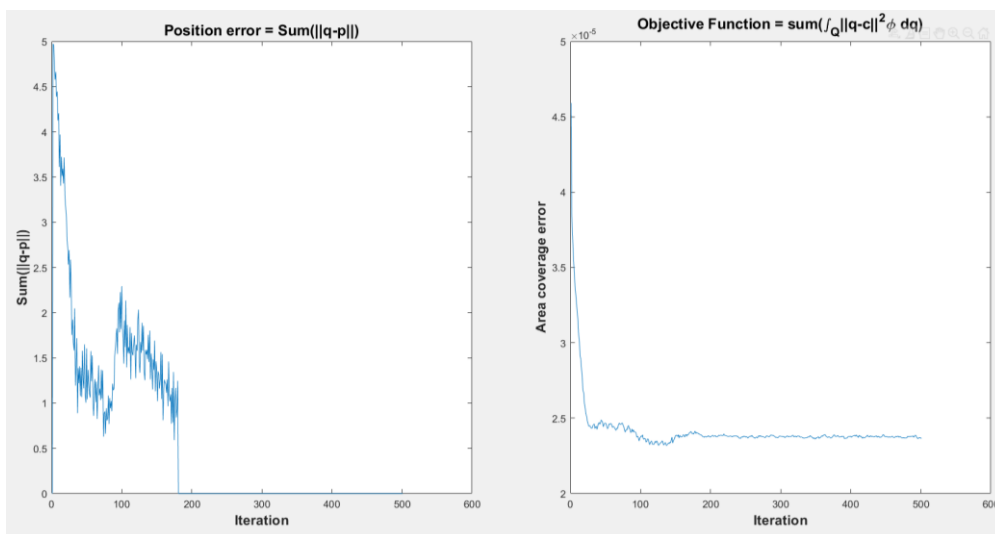 Position error = Sum(||q-p||)
5
4.5
4
3.5
3
2.5
2
1.5
1
0.5
0
0 100 200 300 400 500 600
Sum(||q-p||)
Iteration
Objective Function = sum(∫_Q||q-c||²ϕ dq)
×10⁻⁵
5
4.5
4
3.5
3
2.5
2
0 100 200 300 400 500 600
Area coverage error
Iteration